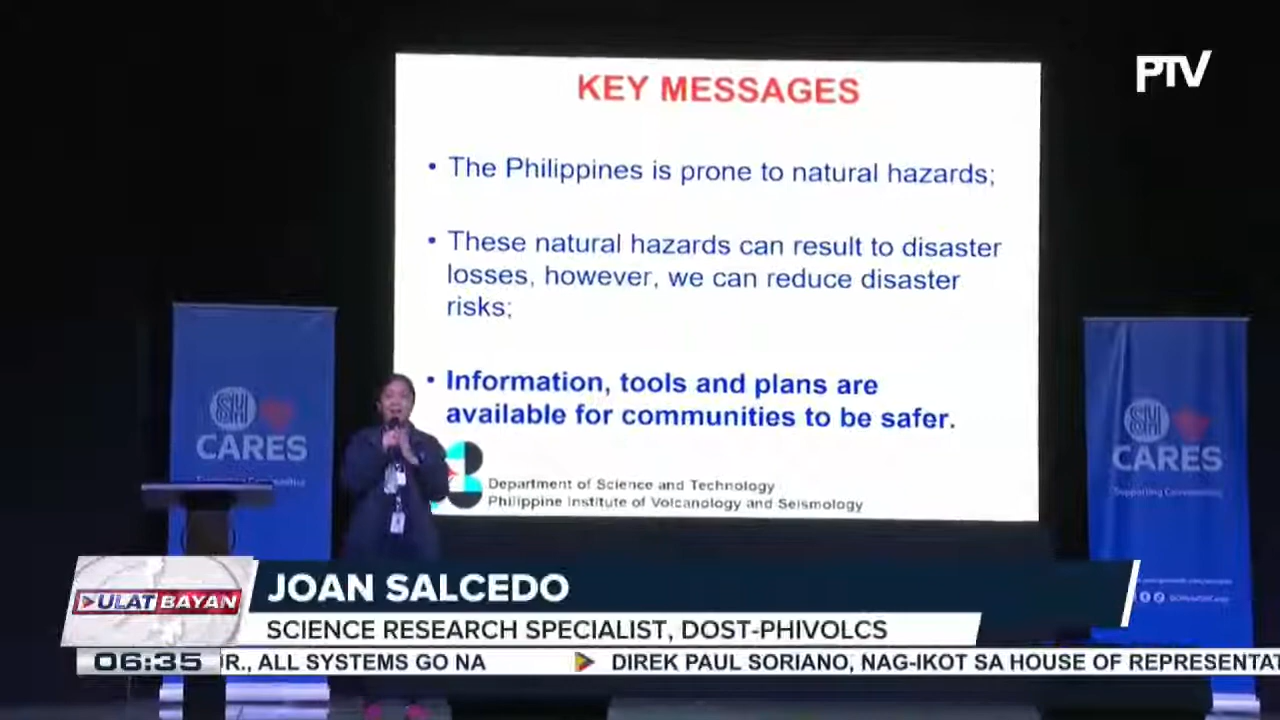 PTV
KEY MESSAGES
• The Philippines is prone to natural hazards;
• These natural hazards can result to disaster
losses, however, we can reduce disaster
risks;
• Information, tools and plans are
available for communities to be safer.
Department of Science and Technology
Philippine Institute of Volcanology and Seismology
SM
CARES
Supporting Communities
SM
CARES
Supporting Communities
ULAT BAYAN
JOAN SALCEDO
SCIENCE RESEARCH SPECIALIST, DOST-PHIVOLCS
06:35
JR., ALL SYSTEMS GO NA
DIREK PAUL SORIANO, NAG-IKOT SA HOUSE OF REPRESENTAT